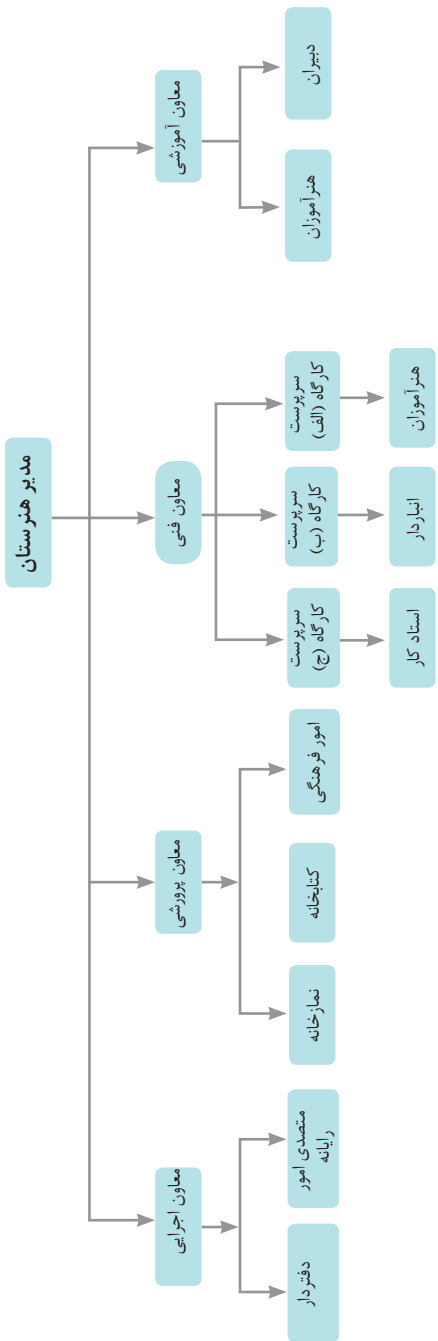 مدیر هنرستان
معاون آموزشی
معاون فنی
معاون پرورشی
معاون اجرایی
دبیران
هنرآموزان
سرپرست
کارگاه (الف)
سرپرست
کارگاه (ب)
سرپرست
کارگاه (ج)
امور فرهنگی
کتابخانه
نمازخانه
متصدی امور
رایانه
دفتردار
هنرآموزان
انباردار
استاد کار